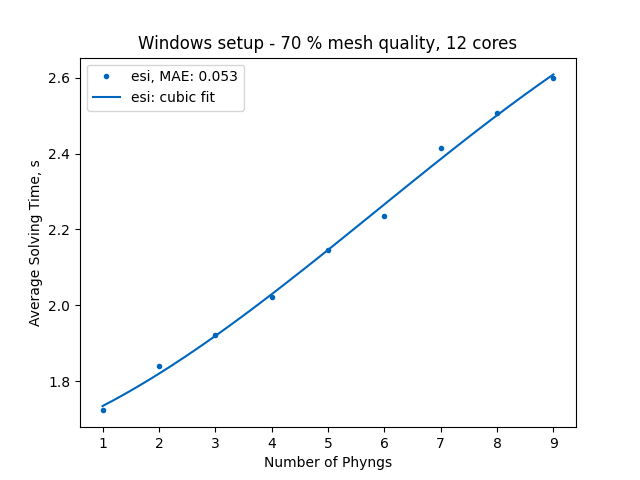 Windows setup - 70 % mesh quality, 12 cores
esi, MAE: 0.053
esi: cubic fit
2.6
2.4
2.2
2.0
1.8
Average Solving Time, s
1 2 3 4 5 6 7 8 9
Number of Phyngs